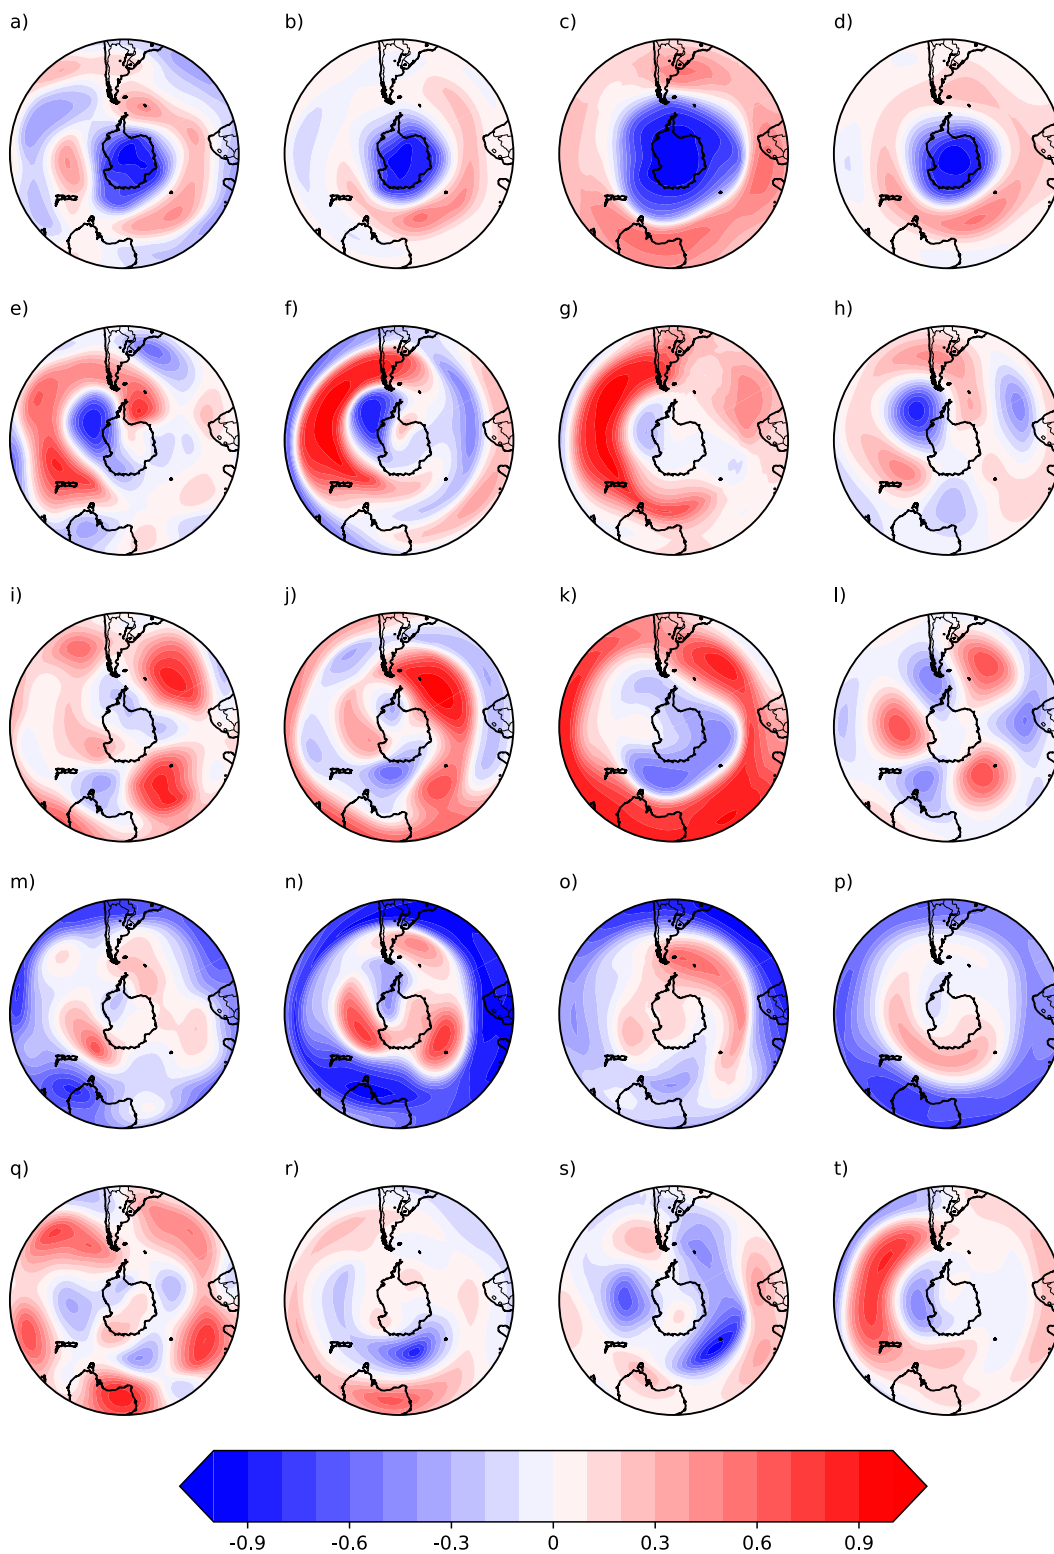 a) b) c) d)
e) f) g) h)
i) j) k) l)
m) n) o) p)
q) r) s) t)
-0.9 -0.6 -0.3 0 0.3 0.6 0.9